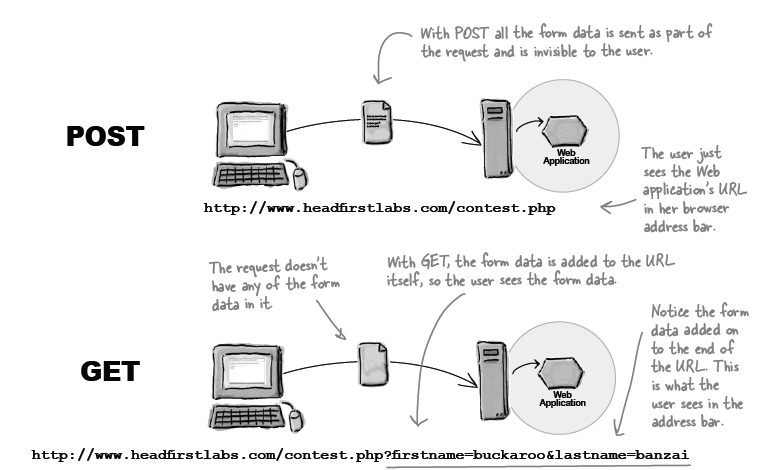 With POST all the form data is sent as part
of the request and is invisible to the user.
POST
Web
Application
The user just
sees the Web
application's URL
in her browser
address bar.
http://www.headfirstlabs.com/contest.php
The request doesn't
have any of the form
data in it.
With GET, the form data is added to the URL
itself, so the user sees the form data.
Notice the form
data added on
to the end of
the URL. This
is what the
user sees in the
address bar.
GET
Web
Application
http://www.headfirstlabs.com/contest.php?firstname=buckaroo&lastname=banzai